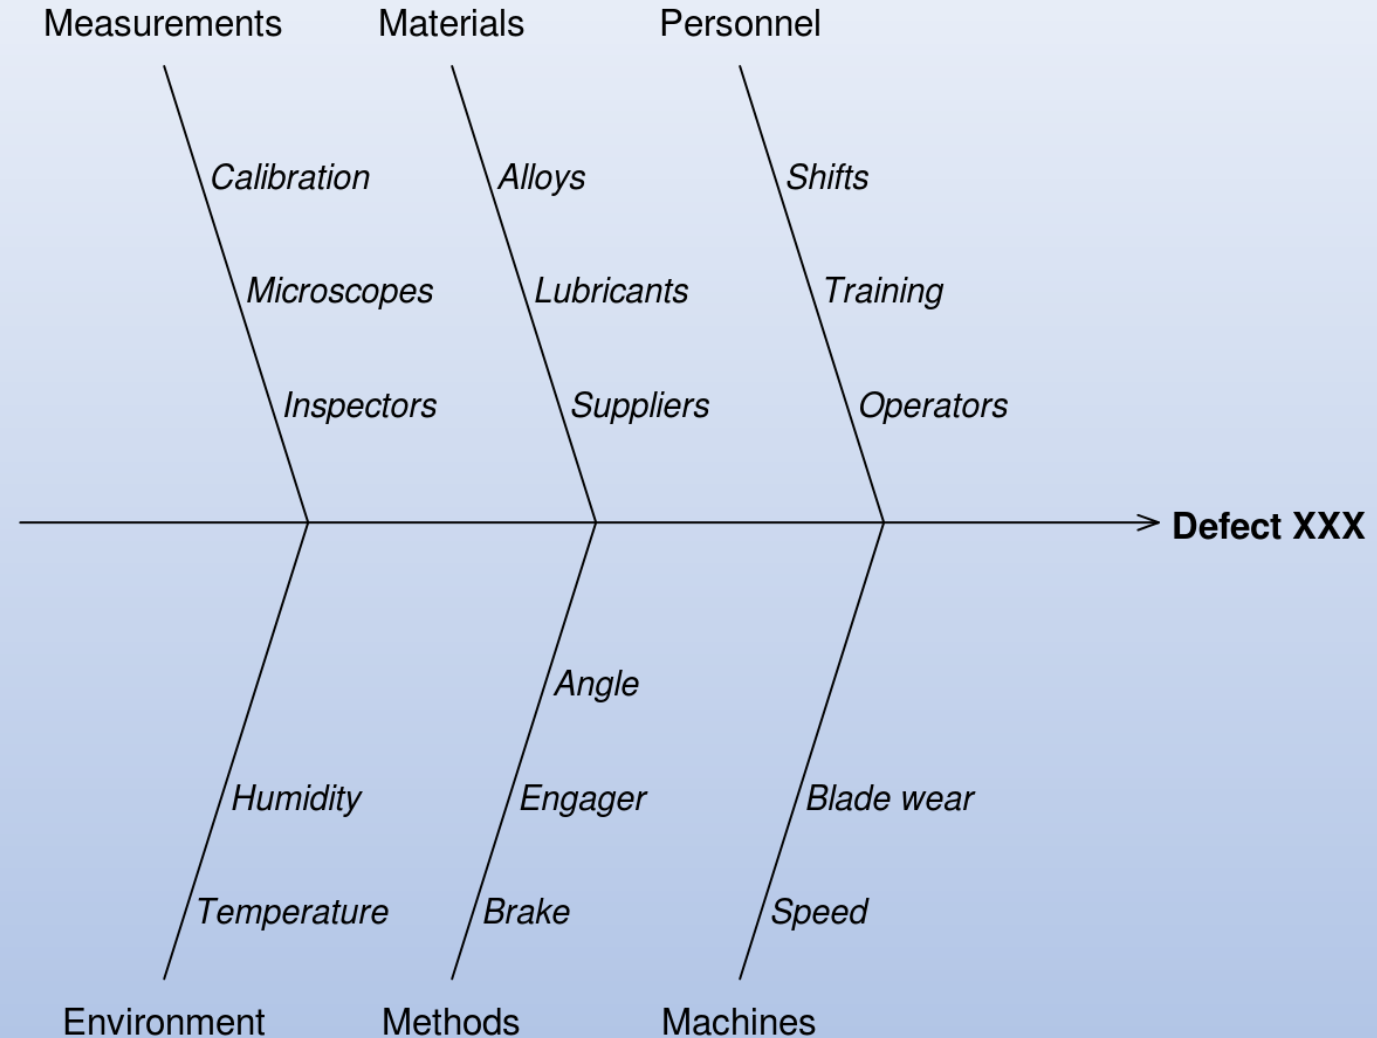 Measurements Materials Personnel
Calibration Alloys Shifts
Microscopes Lubricants Training
Inspectors Suppliers Operators
Defect XXX
Angle
Humidity Engager Blade wear
Temperature Brake Speed
Environment Methods Machines